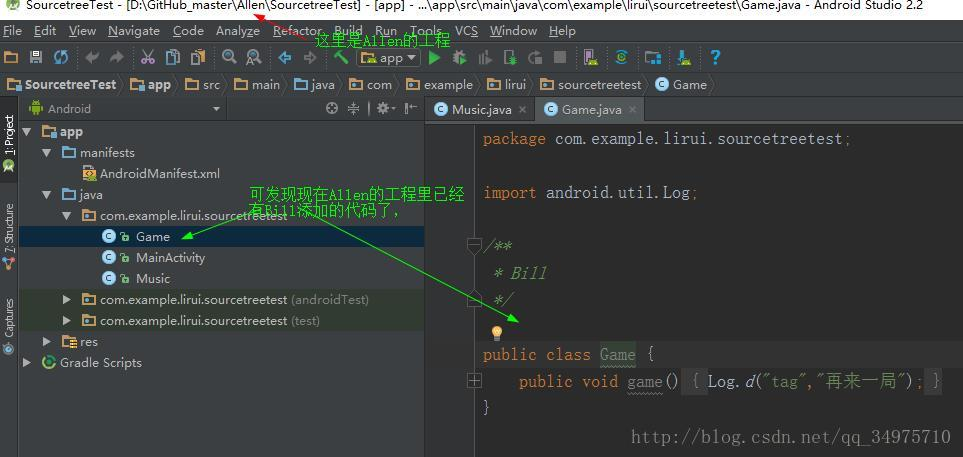 SourcetreeTest - [D:\GitHub_master\Allen\SourcetreeTest] - [app] - ...\app\src\main\java\com\example\lirui\sourcetreetest\Game.java - Android Studio 2.2
File Edit View Navigate Code Analyze Refactor Build Run Tools VCS Window Help
这里是Allen的工程
app
SourcetreeTest app src main java com example lirui sourcetreetest Game
Android
Music.java Game.java
1: Project
7: Structure
Captures
app
manifests
AndroidManifest.xml
java
com.example.lirui.sourcetreetest
Game
MainActivity
Music
com.example.lirui.sourcetreetest (androidTest)
com.example.lirui.sourcetreetest (test)
res
Gradle Scripts
可发现现在Allen的工程里已经
有Bill添加的代码了，
package com.example.lirui.sourcetreetest;
import android.util.Log;
/**
* Bill
*/
public class Game {
public void game() { Log.d("tag","再来一局"); }
}
http://blog.csdn.net/qq_34975710